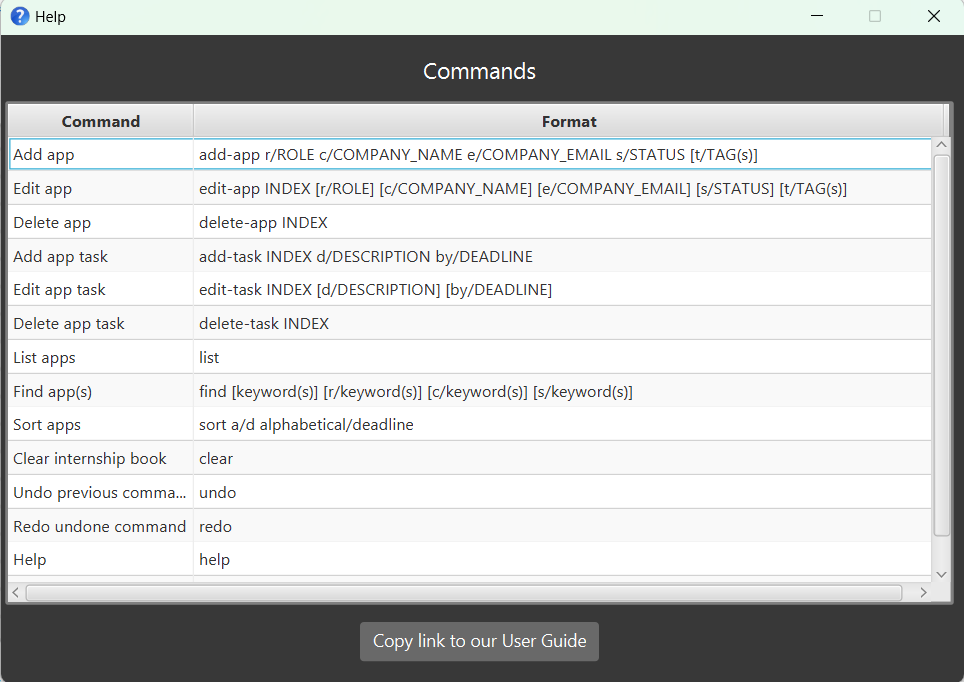 Help
Commands
Command Format
Add app add-app r/ROLE c/COMPANY_NAME e/COMPANY_EMAIL s/STATUS [t/TAG(s)]
Edit app edit-app INDEX [r/ROLE] [c/COMPANY_NAME] [e/COMPANY_EMAIL] [s/STATUS] [t/TAG(s)]
Delete app delete-app INDEX
Add app task add-task INDEX d/DESCRIPTION by/DEADLINE
Edit app task edit-task INDEX [d/DESCRIPTION] [by/DEADLINE]
Delete app task delete-task INDEX
List apps list
Find app(s) find [keyword(s)] [r/keyword(s)] [c/keyword(s)] [s/keyword(s)]
Sort apps sort a/d alphabetical/deadline
Clear internship book clear
Undo previous comma... undo
Redo undone command redo
Help help
Copy link to our User Guide